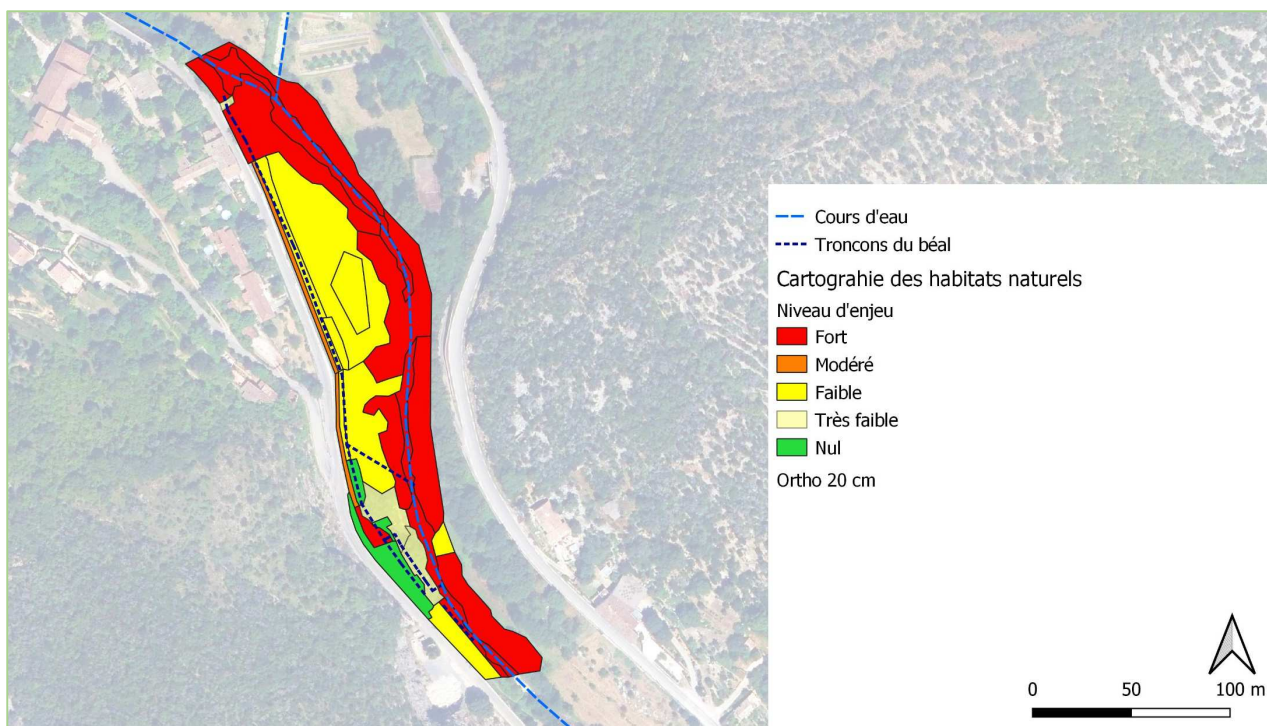 Cours d'eau
Troncons du béal
Cartograhie des habitats naturels
Niveau d'enjeu
Fort
Modéré
Faible
Très faible
Nul
Ortho 20 cm
0 50 100 m